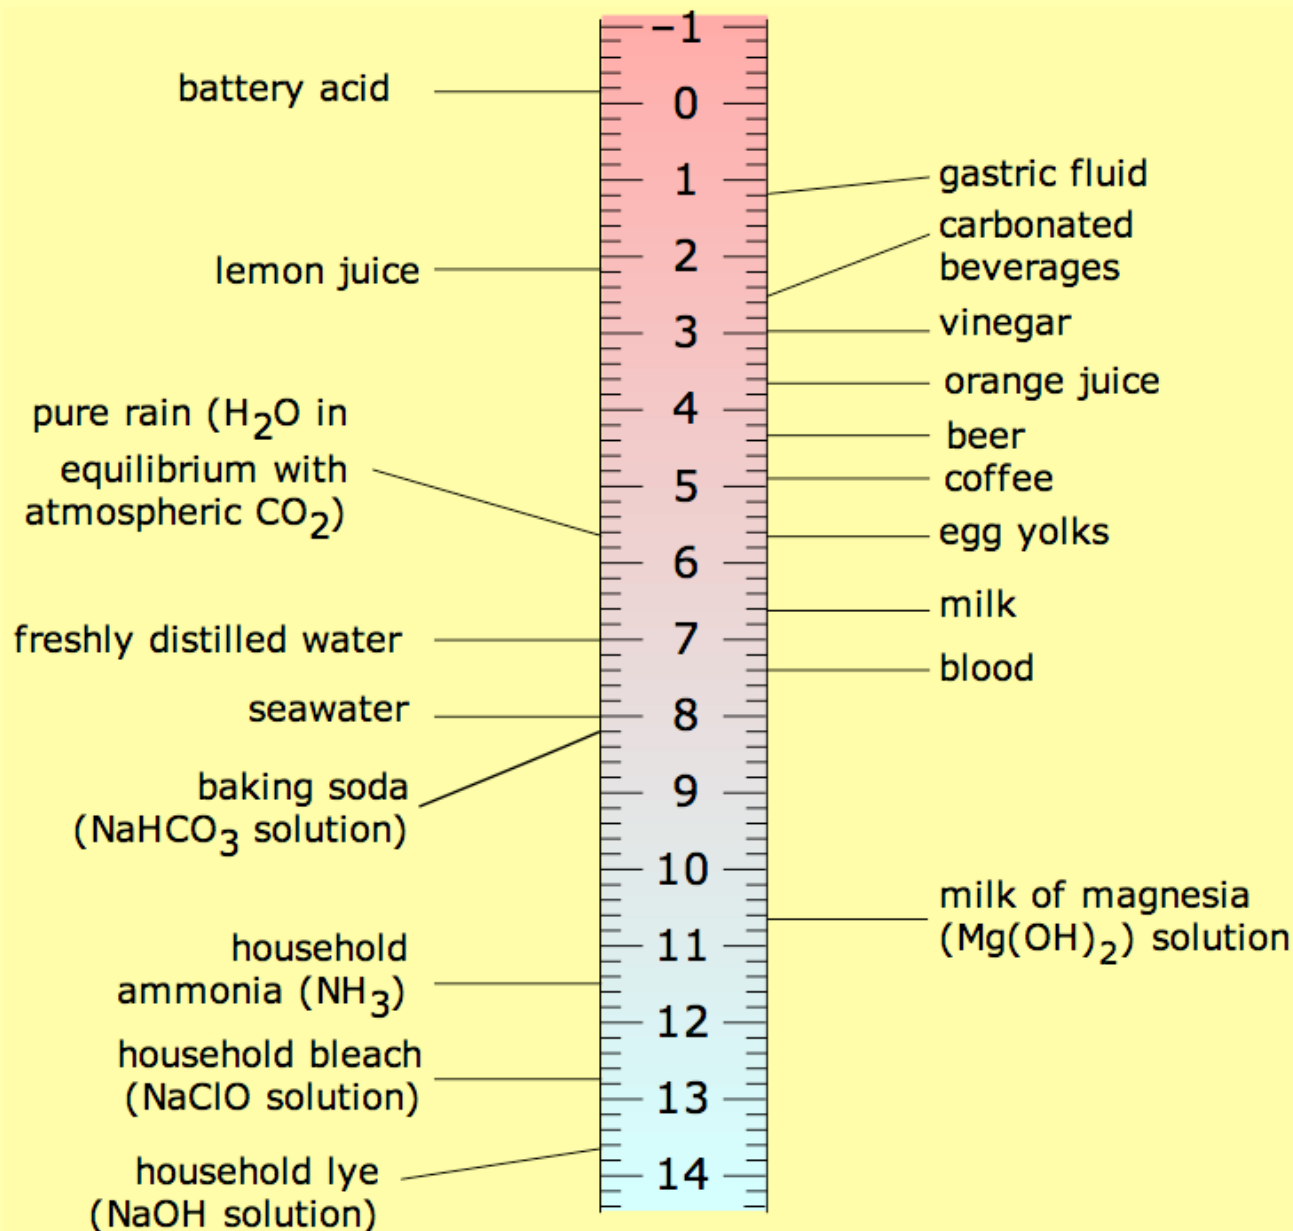 battery acid
lemon juice
pure rain (H₂O in
equilibrium with
atmospheric CO₂)
freshly distilled water
seawater
baking soda
(NaHCO₃ solution)
household
ammonia (NH₃)
household bleach
(NaClO solution)
household lye
(NaOH solution)
−1
0
1
2
3
4
5
6
7
8
9
10
11
12
13
14
gastric fluid
carbonated
beverages
vinegar
orange juice
beer
coffee
egg yolks
milk
blood
milk of magnesia
(Mg(OH)₂) solution